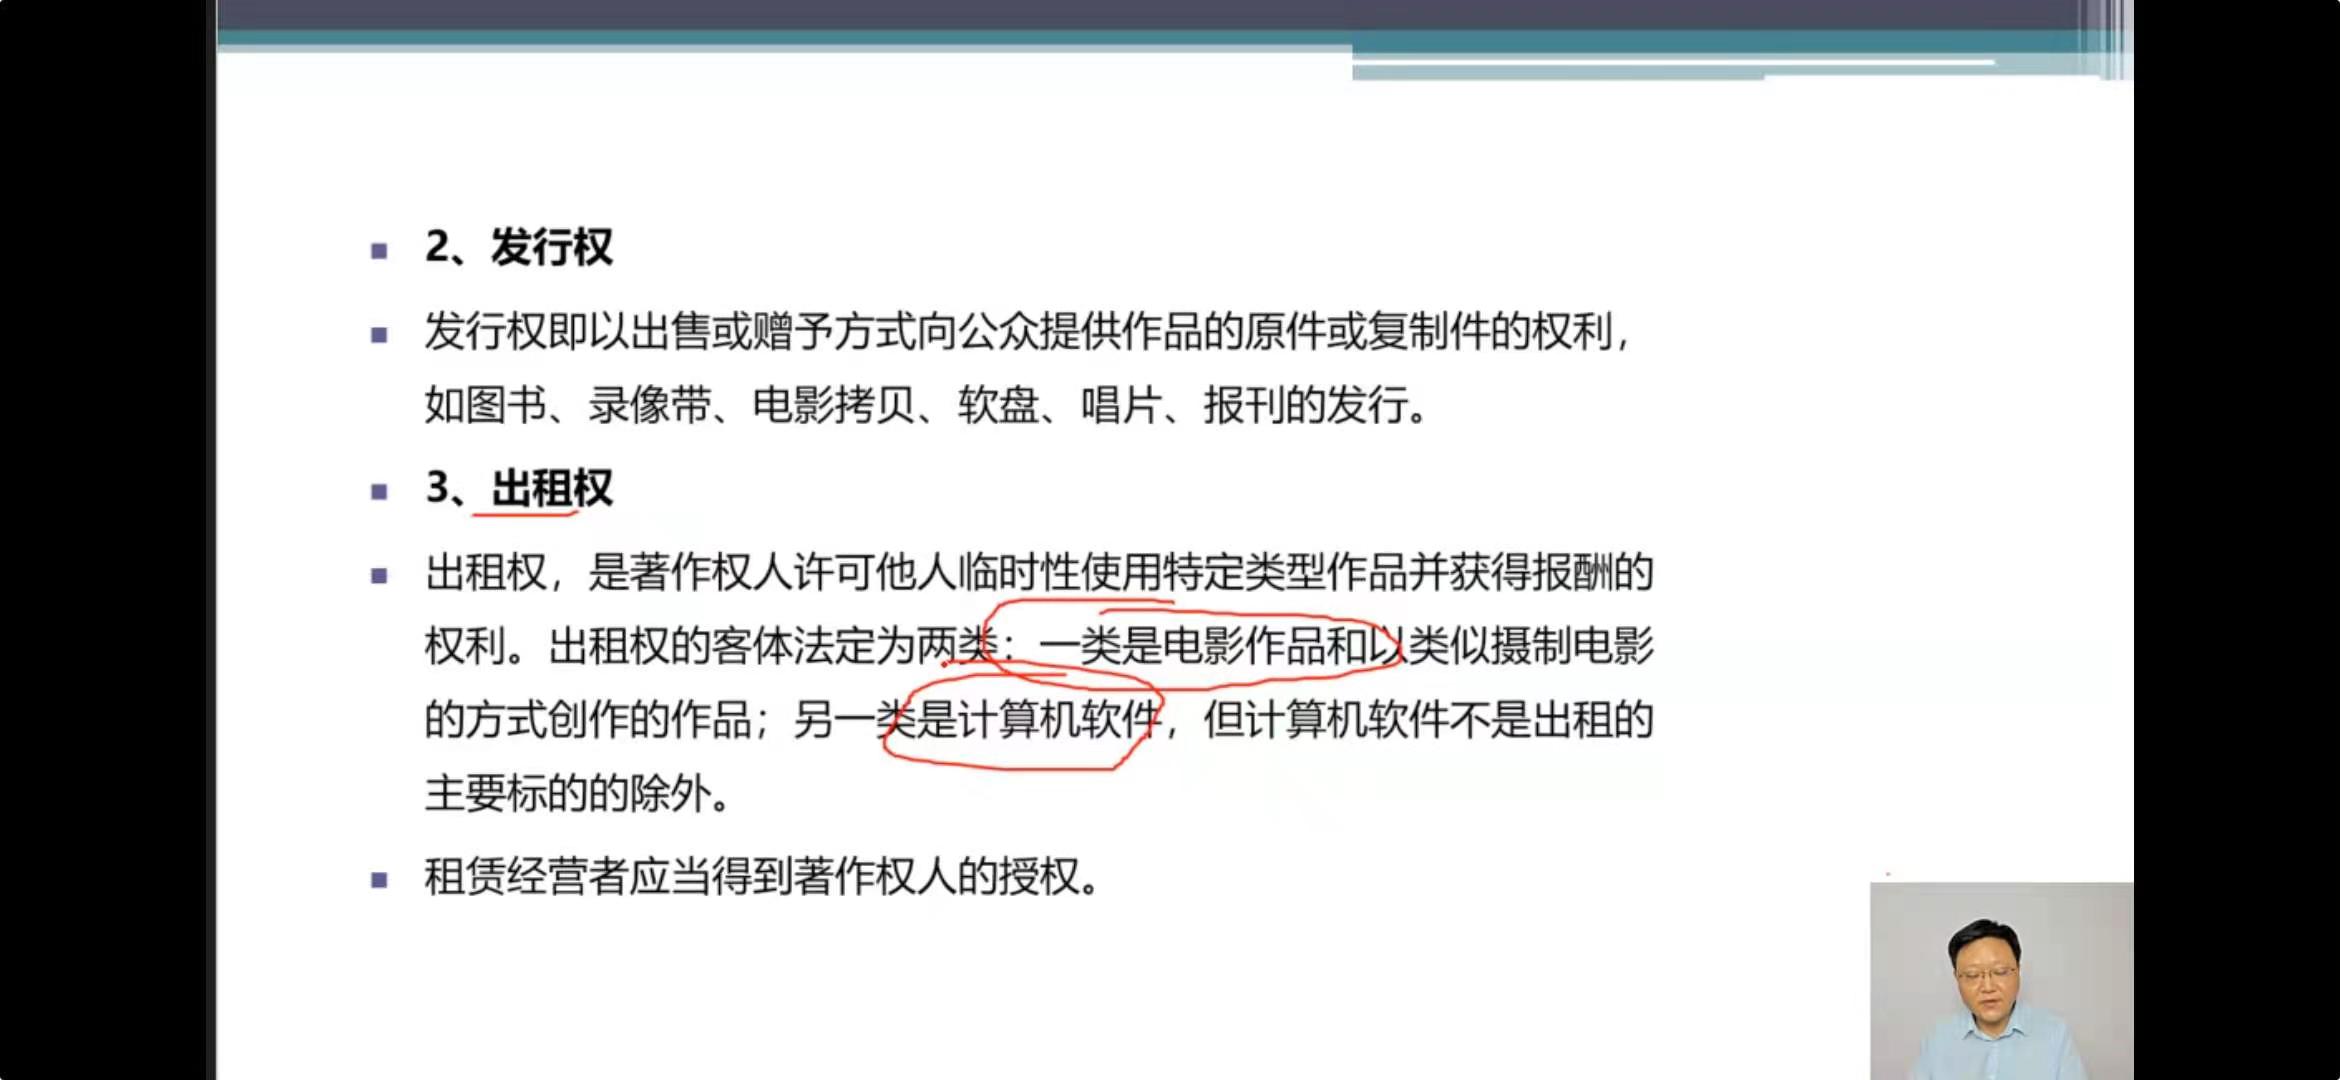 2、发行权
发行权即以出售或赠予方式向公众提供作品的原件或复制件的权利，
如图书、录像带、电影拷贝、软盘、唱片、报刊的发行。
3、出租权
出租权，是著作权人许可他人临时性使用特定类型作品并获得报酬的
权利。出租权的客体法定为两类：一类是电影作品和以类似摄制电影
的方式创作的作品；另一类是计算机软件，但计算机软件不是出租的
主要标的的除外。
租赁经营者应当得到著作权人的授权。